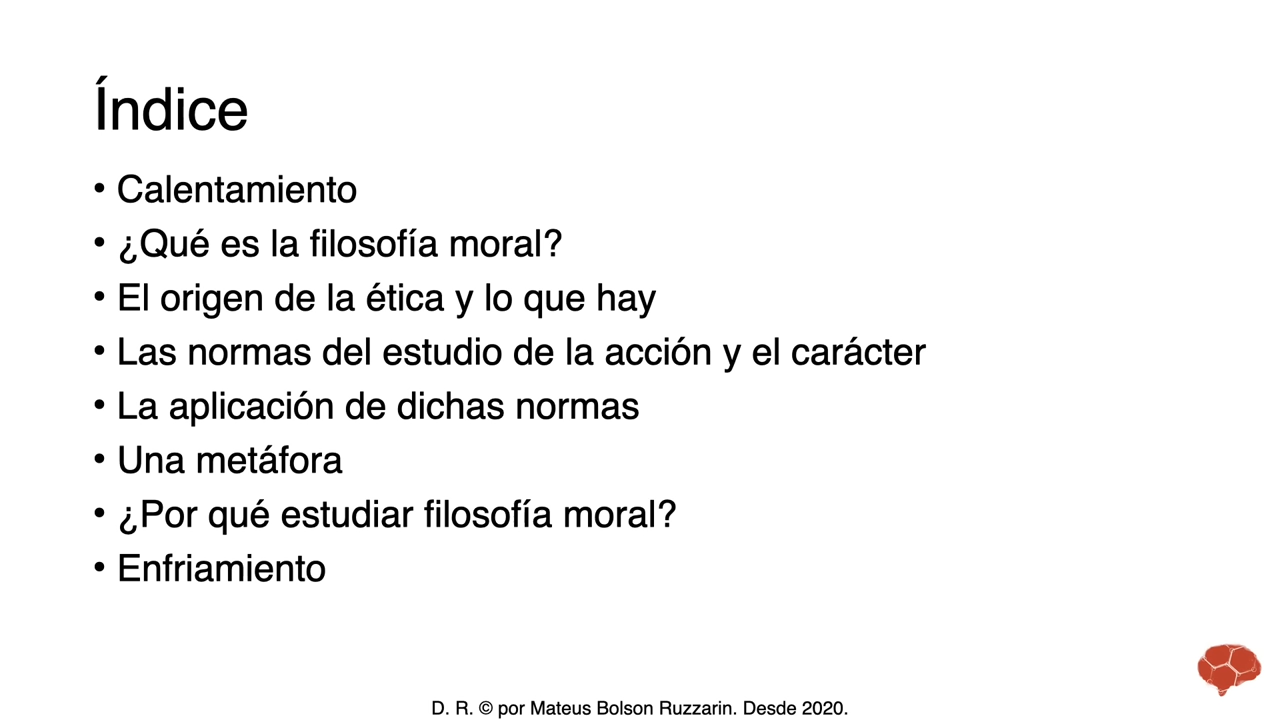 Índice
• Calentamiento
• ¿Qué es la filosofía moral?
• El origen de la ética y lo que hay
• Las normas del estudio de la acción y el carácter
• La aplicación de dichas normas
• Una metáfora
• ¿Por qué estudiar filosofía moral?
• Enfriamiento
D. R. © por Mateus Bolson Ruzzarin. Desde 2020.